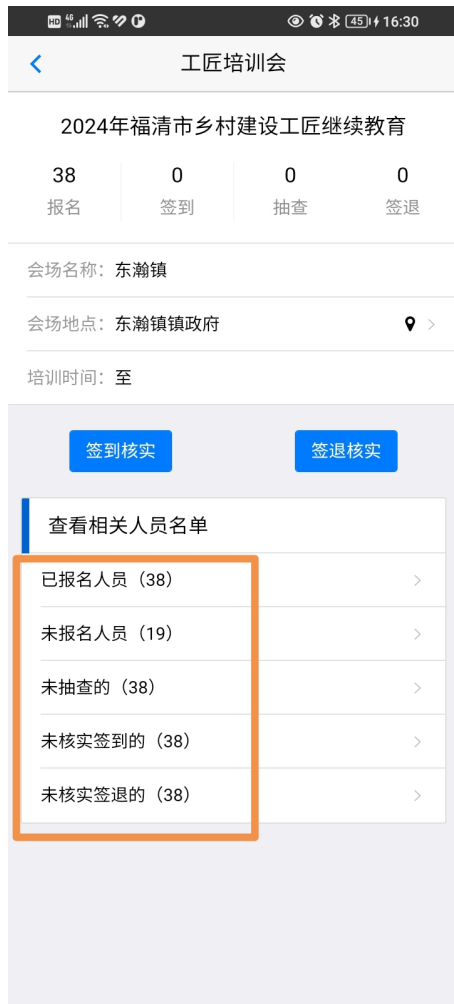 HD 46 45 16:30
工匠培训会
2024年福清市乡村建设工匠继续教育
38 0 0 0
报名 签到 抽查 签退
会场名称：东瀚镇
会场地点：东瀚镇镇政府
培训时间：至
签到核实 签退核实
查看相关人员名单
已报名人员（38）
未报名人员（19）
未抽查的（38）
未核实签到的（38）
未核实签退的（38）